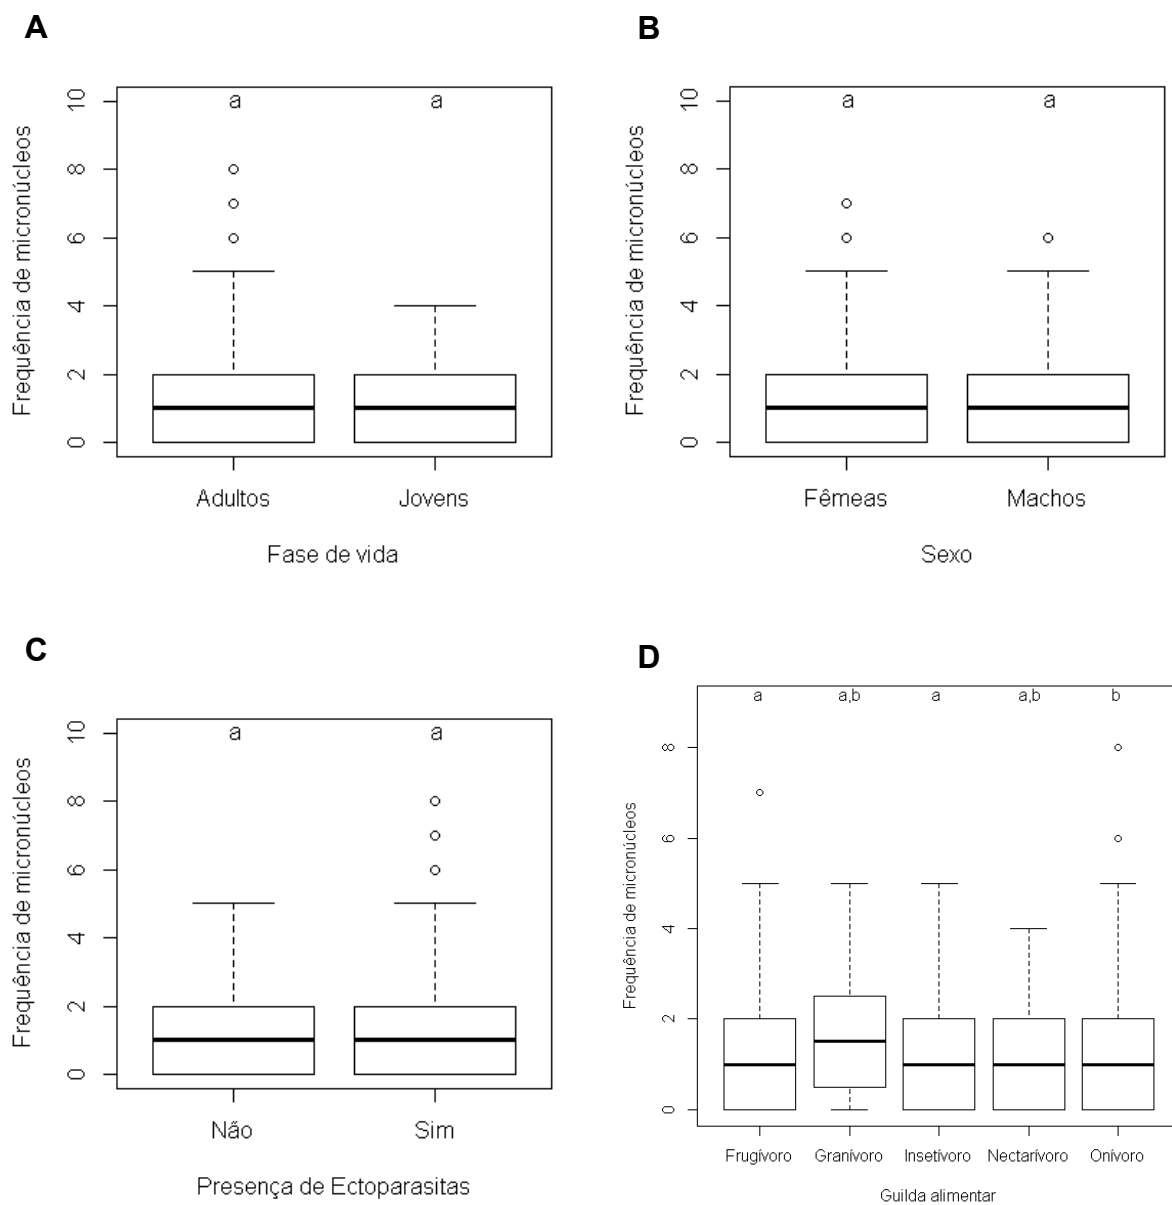 A
Frequência de micronúcleos
10
8
6
4
2
0
a a
Adultos Jovens
Fase de vida
B
Frequência de micronúcleos
10
8
6
4
2
0
a a
Fêmeas Machos
Sexo
C
Frequência de micronúcleos
10
8
6
4
2
0
a a
Não Sim
Presença de Ectoparasitas
D
Frequência de micronúcleos
8
6
4
2
0
a a,b a a,b b
Frugívoro Granívoro Insetívoro Nectarívoro Onívoro
Guilda alimentar